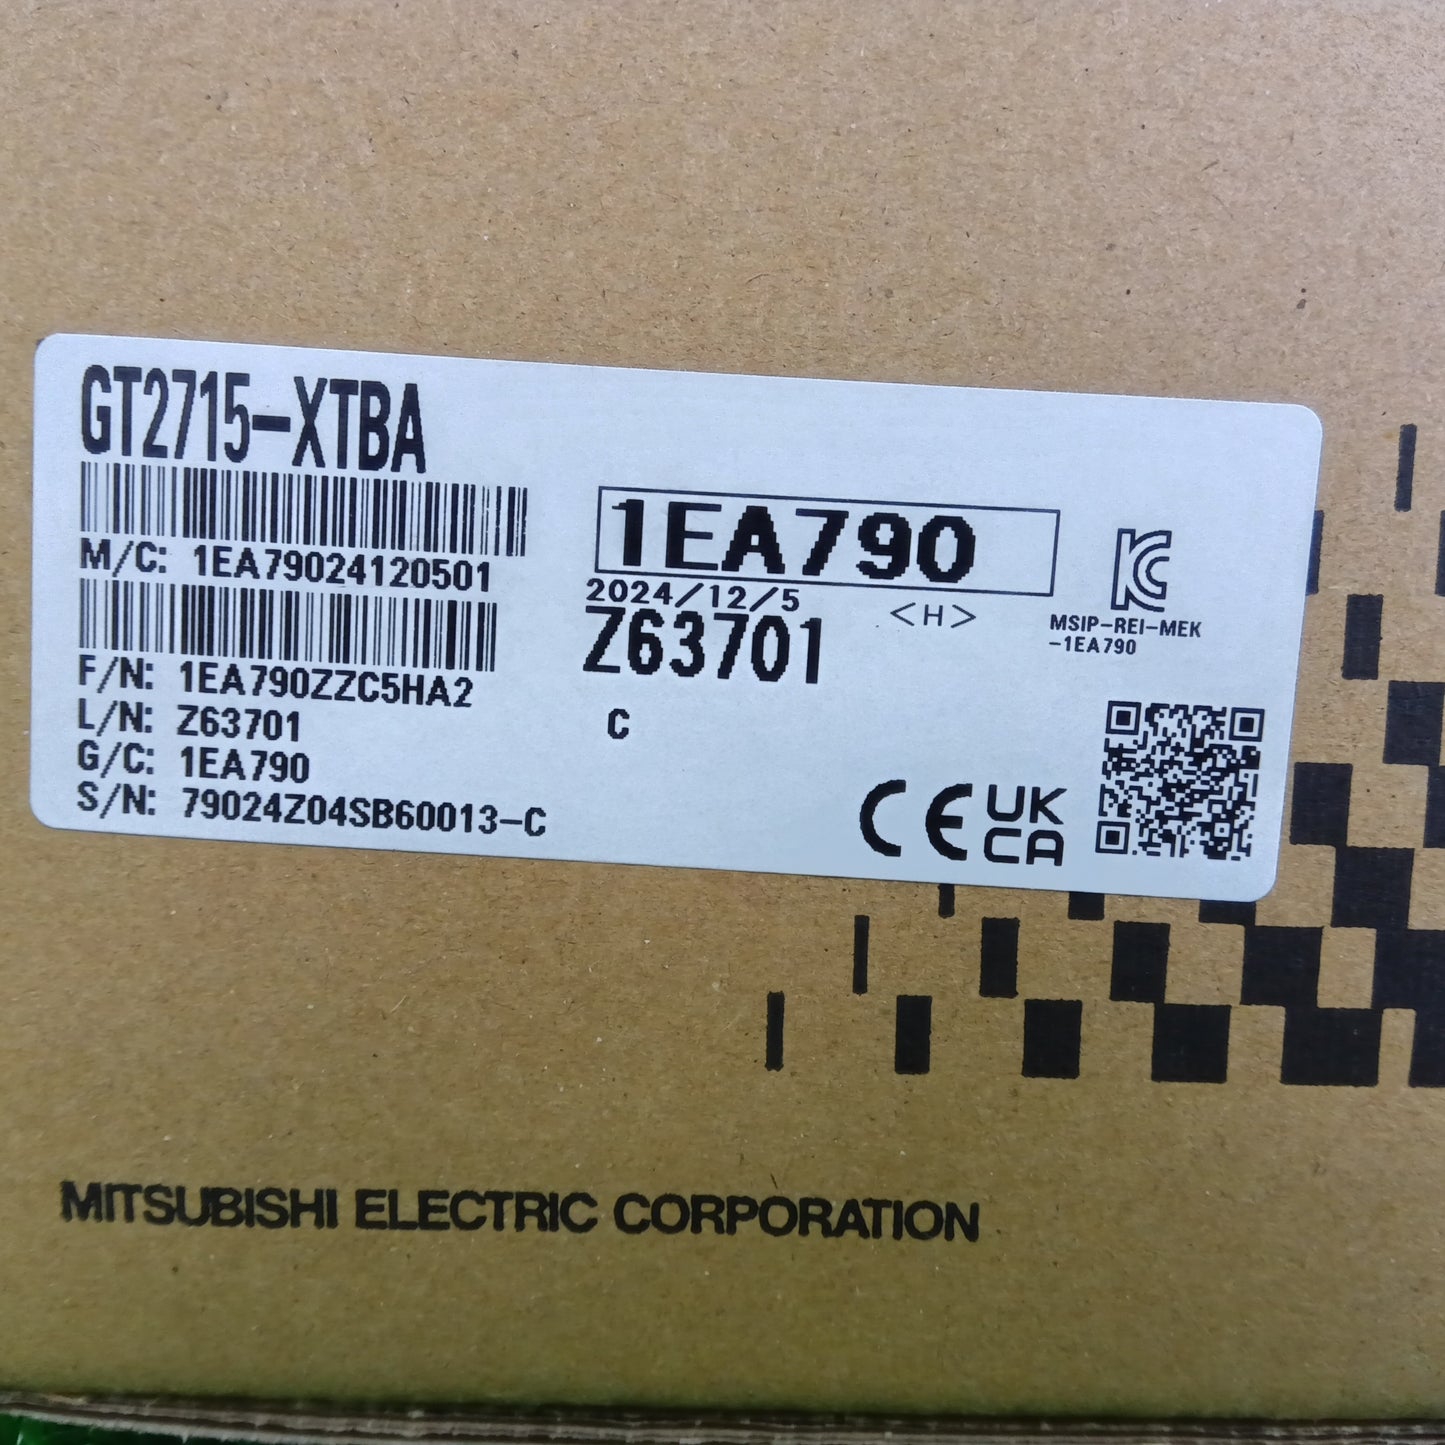 GT2715-XTBA
M/C: 1EA79024120501
F/N: 1EA790ZZC5HA2
L/N: Z63701
G/C: 1EA790
S/N: 79024Z04SB60013-C
1EA790
2024/12/5
<H>
Z63701
C
MSIP-REI-MEK
-1EA790
CE
UK
CA
MITSUBISHI ELECTRIC CORPORATION